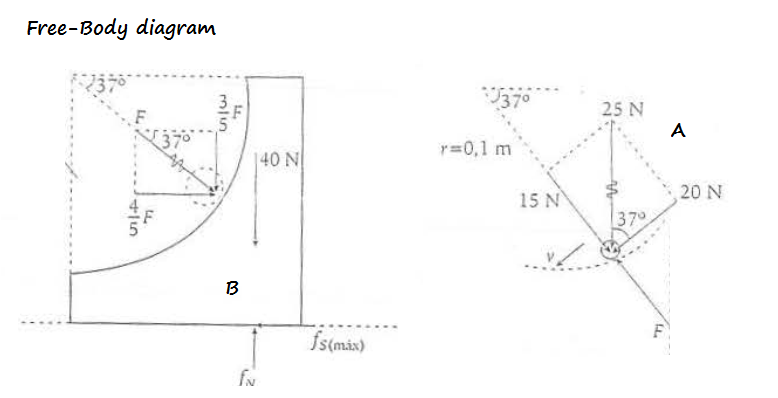 Free-Body diagram
37°
F
37°
3/5 F
4/5 F
40 N
B
fS(máx)
fN
37°
25 N
A
r=0,1 m
15 N
20 N
37°
v
F